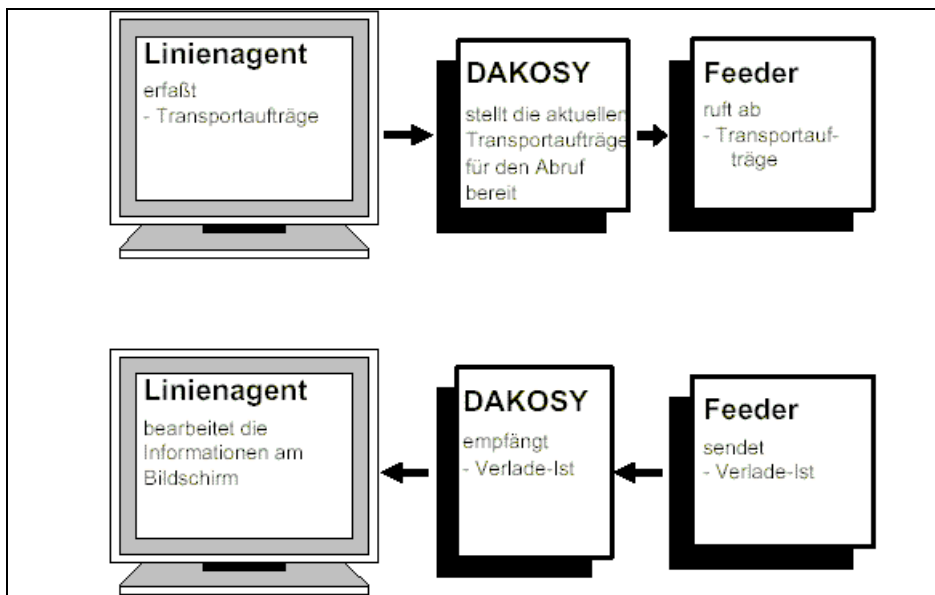 Linienagent
erfaßt
- Transportaufträge
DAKOSY
stellt die aktuellen
Transportaufträge
für den Abruf
bereit
Feeder
ruft ab
- Transportauf-
träge
Linienagent
bearbeitet die
Informationen am
Bildschirm
DAKOSY
empfängt
- Verlade-Ist
Feeder
sendet
- Verlade-Ist